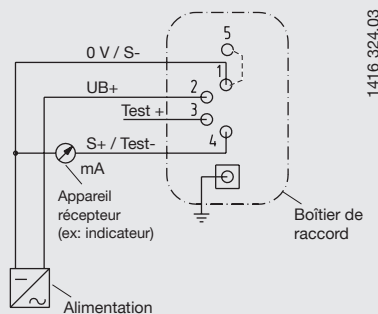 5
0 V / S-
1
UB+
2
Test +
3
S+ / Test-
4
mA
Appareil
récepteur
(ex: indicateur)
Boîtier de
raccord
Alimentation
1416 324.03